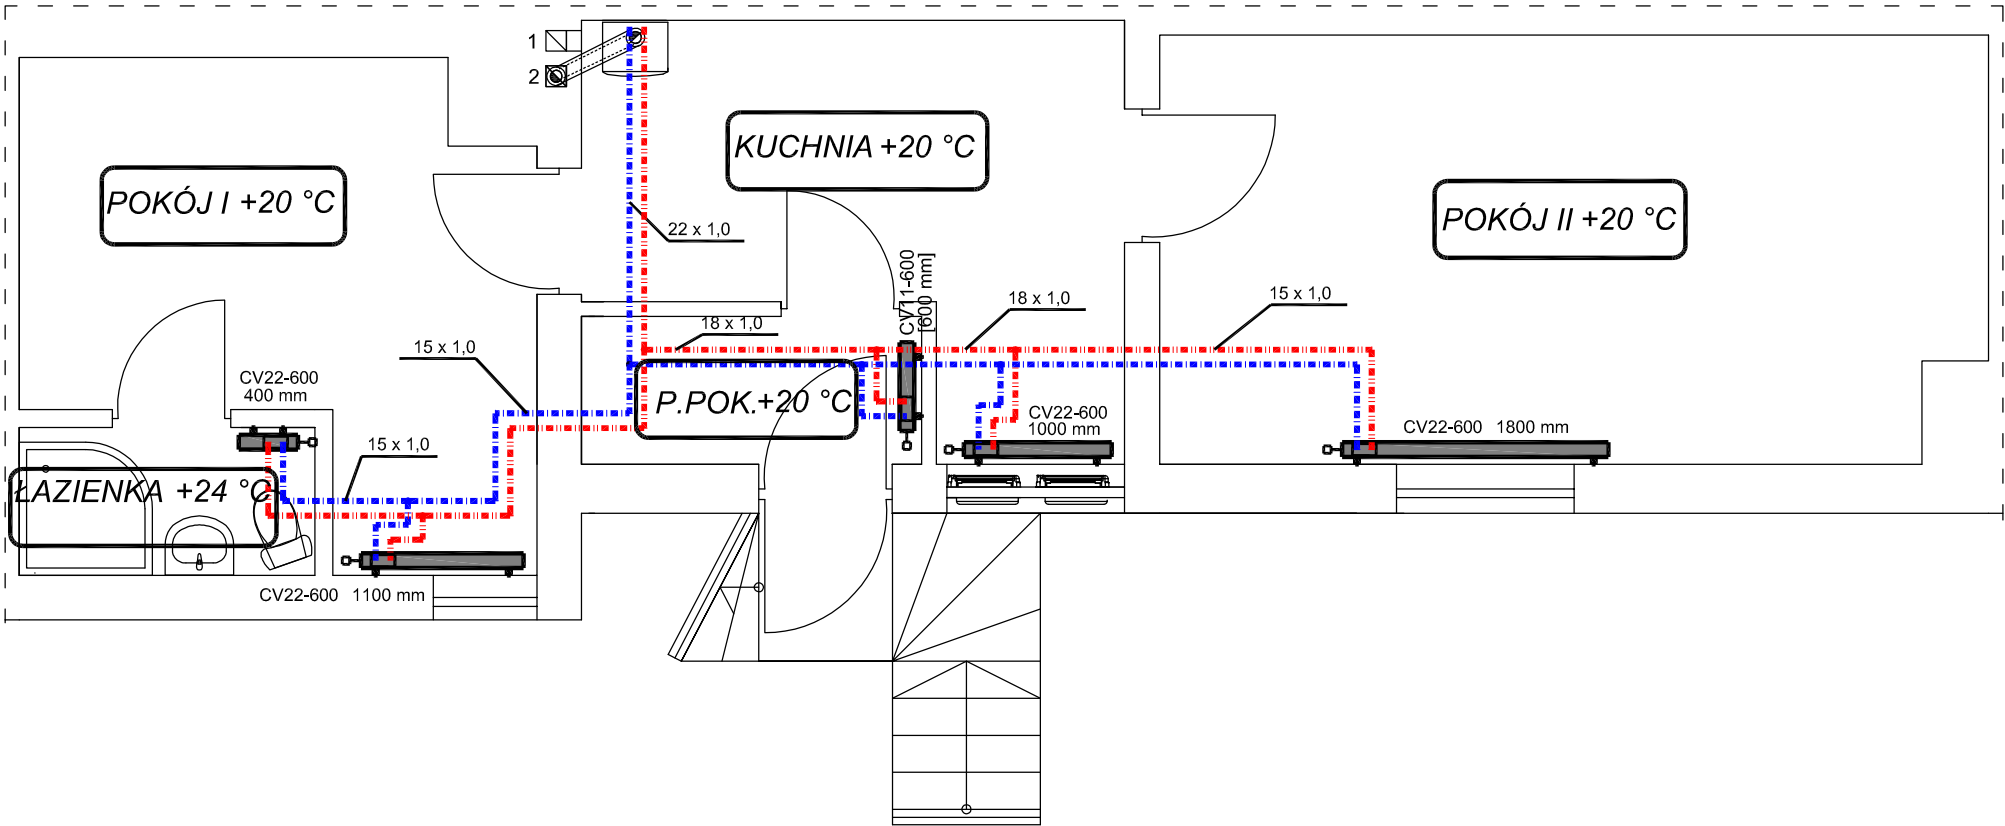 1
2
KUCHNIA +20 °C
POKÓJ I +20 °C
POKÓJ II +20 °C
22 x 1,0
CV11-600
[600 mm]
18 x 1,0
15 x 1,0
18 x 1,0
15 x 1,0
CV22-600
400 mm
P.POK.+20 °C
CV22-600
1000 mm
CV22-600 1800 mm
15 x 1,0
ŁAZIENKA +24 °C
CV22-600 1100 mm